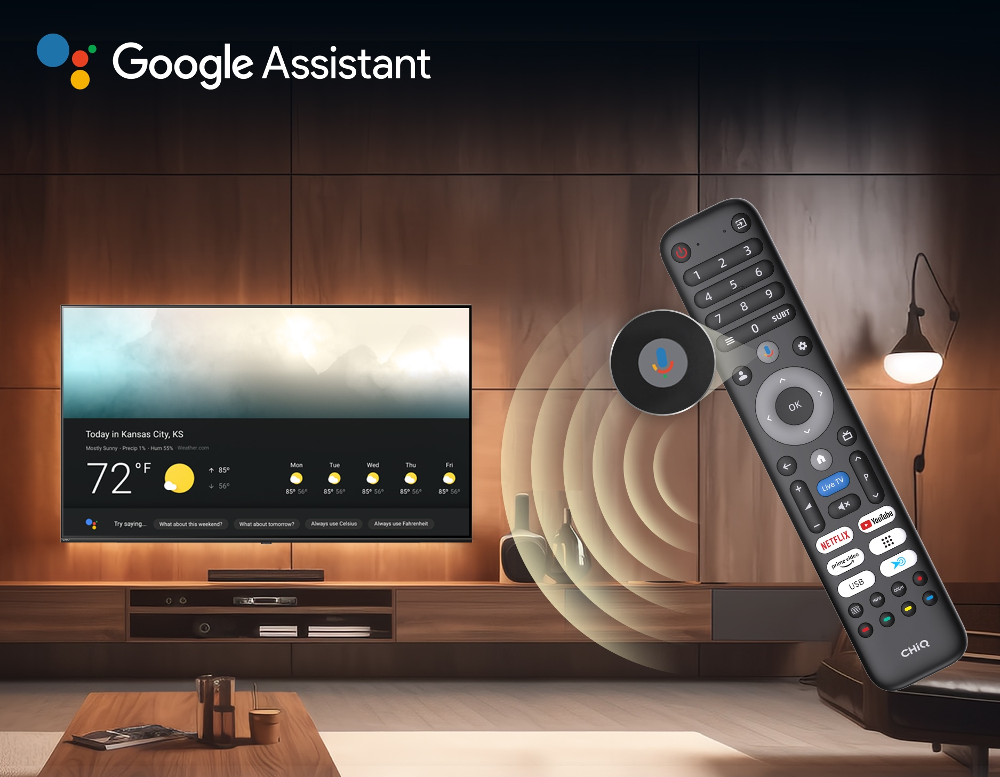 Google Assistant
Today in Kansas City, KS
Mostly Sunny · Precip 1% · Hum 55% · Weather.com
72°F
↑ 85°
↓ 56°
Mon Tue Wed Thu Fri
85° 56° 85° 56° 85° 56° 85° 56° 85° 56°
Try saying... What about this weekend? What about tomorrow? Always use Celsius Always use Fahrenheit
CHiQ
1 2 3
4 5 6
7 8 9
0 SUBT
OK
Live TV
P
+
−
NETFLIX
YouTube
prime video
USB
INFO
CHiQ